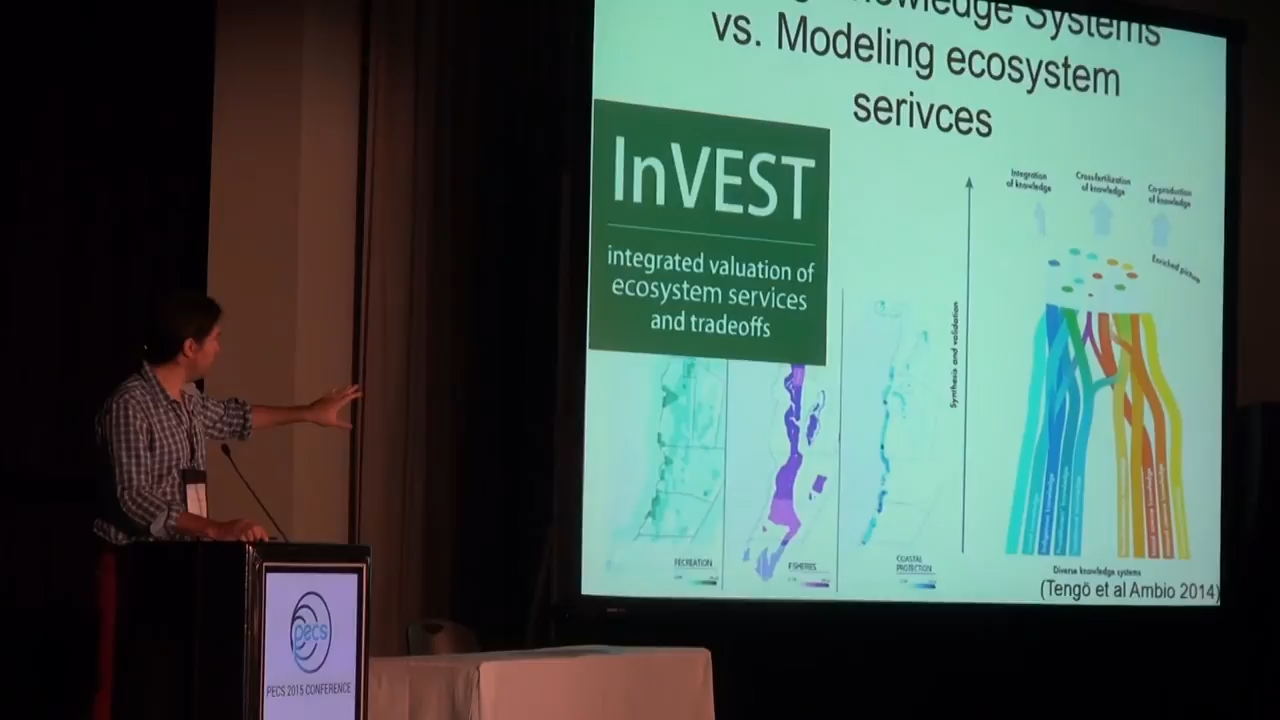 Knowledge Systems
vs. Modeling ecosystem
serivces
InVEST
integrated valuation of
ecosystem services
and tradeoffs
Integration
of knowledge
Crossfertilization
of knowledge
Co-production
of knowledge
Enriched picture
Synthesis and validation
RECREATION
FISHERIES
COASTAL
PROTECTION
Diverse knowledge systems
(Tengö et al Ambio 2014)
pecs
PECS 2015 CONFERENCE